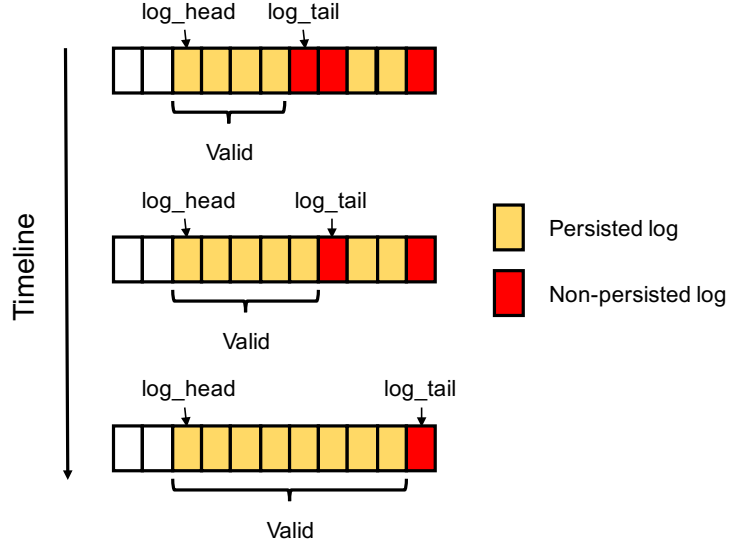 log_head
log_tail
Valid
log_head
log_tail
Valid
log_head
log_tail
Valid
Timeline
Persisted log
Non-persisted log